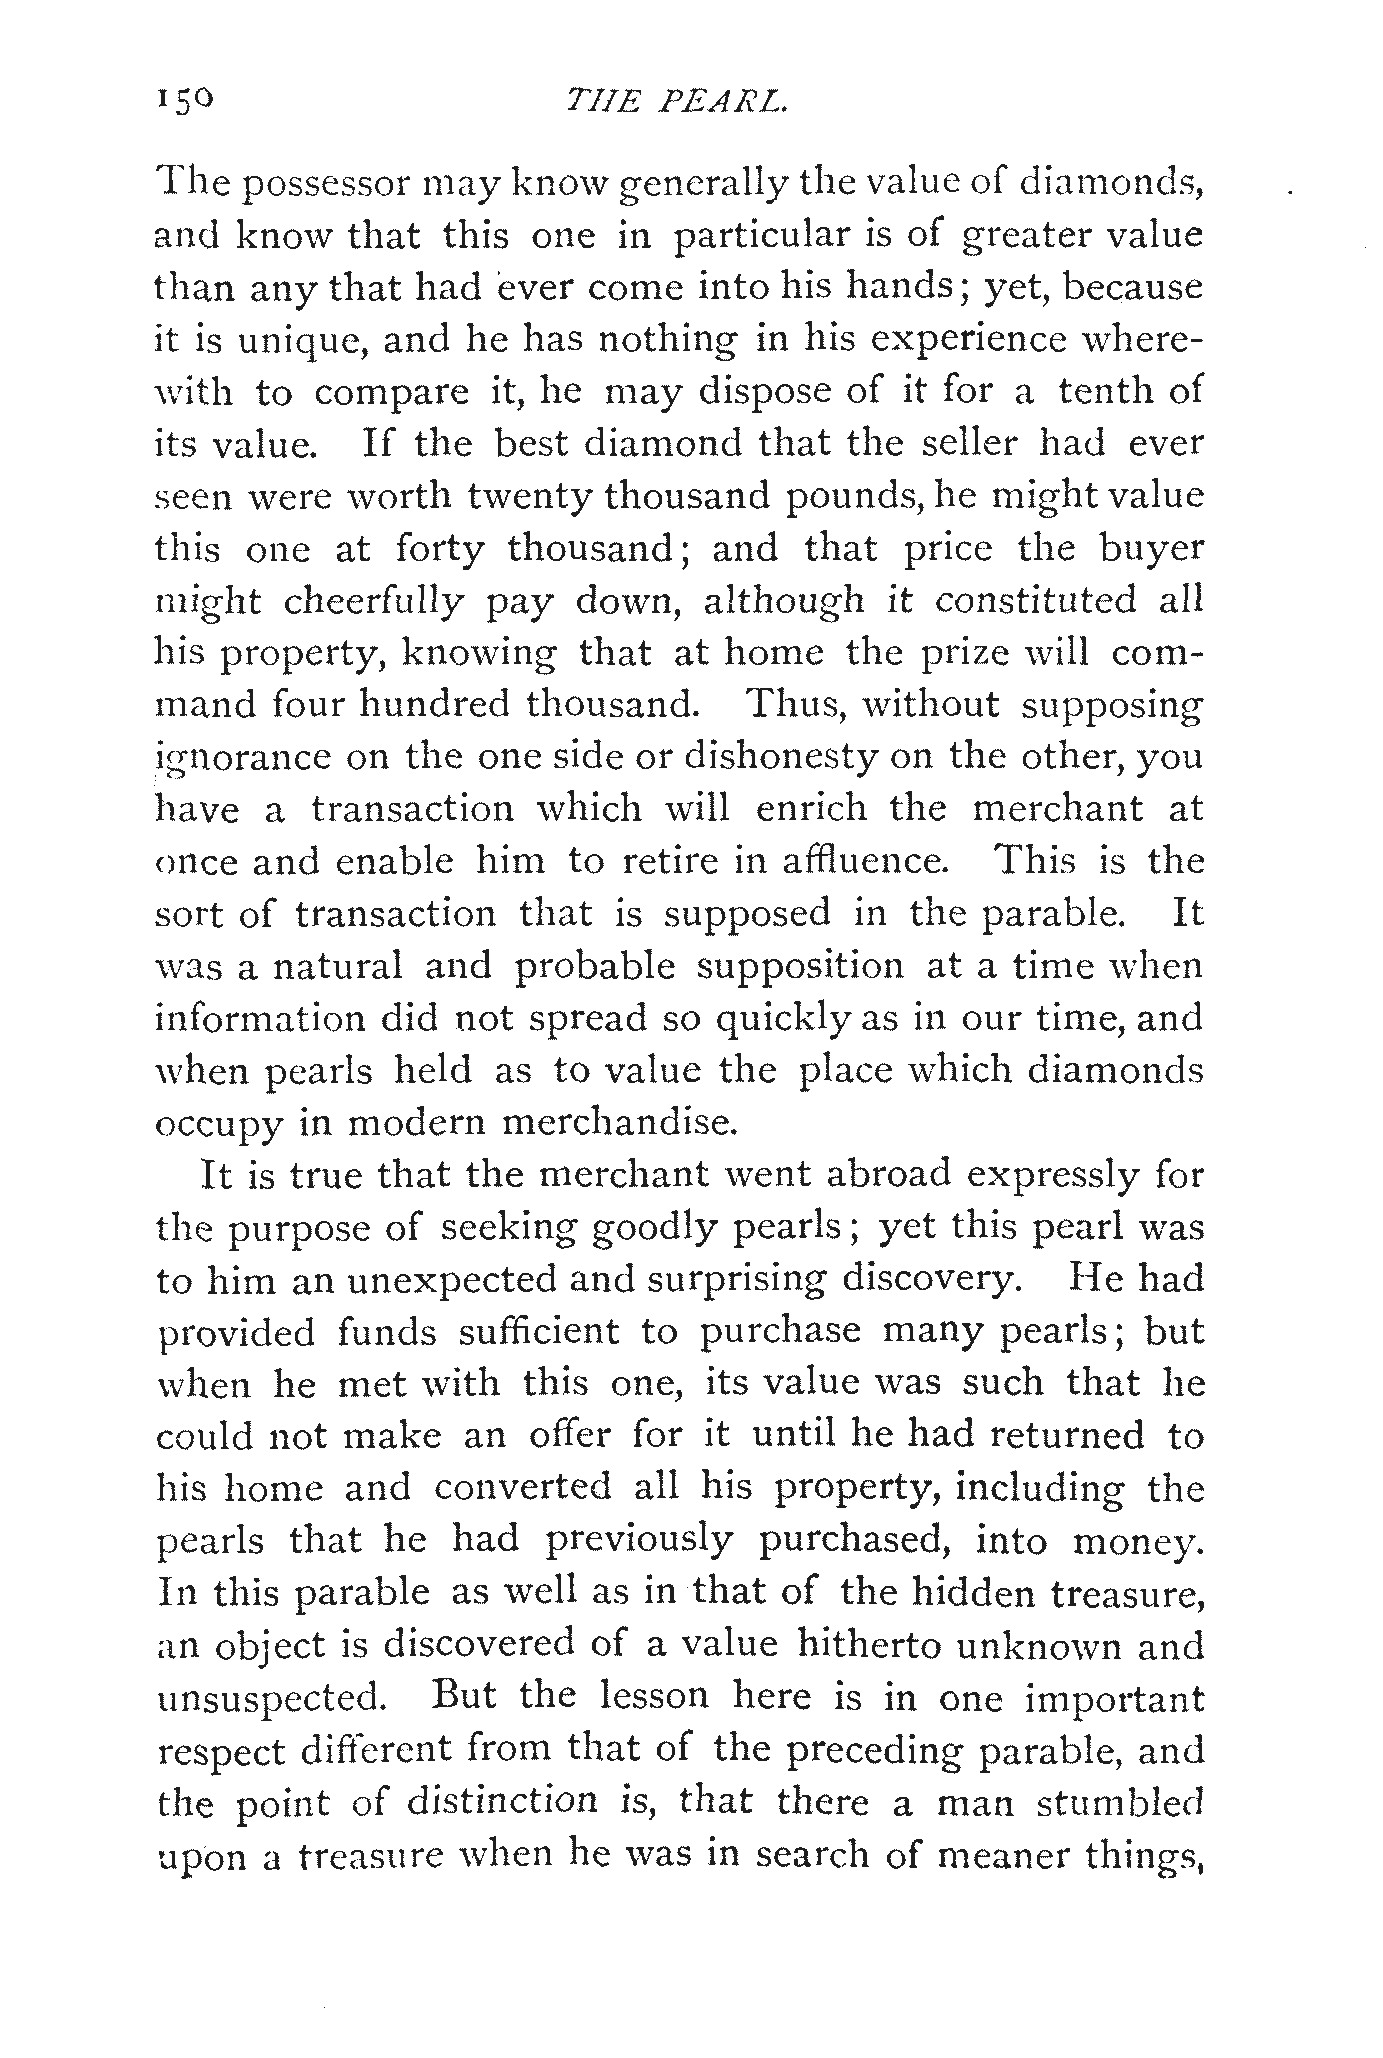 150 THE PEARL.
The possessor may know generally the value of diamonds,
and know that this one in particular is of greater value
than any that had ever come into his hands; yet, because
it is unique, and he has nothing in his experience where-
with to compare it, he may dispose of it for a tenth of
its value. If the best diamond that the seller had ever
seen were worth twenty thousand pounds, he might value
this one at forty thousand; and that price the buyer
might cheerfully pay down, although it constituted all
his property, knowing that at home the prize will com-
mand four hundred thousand. Thus, without supposing
ignorance on the one side or dishonesty on the other, you
have a transaction which will enrich the merchant at
once and enable him to retire in affluence. This is the
sort of transaction that is supposed in the parable. It
was a natural and probable supposition at a time when
information did not spread so quickly as in our time, and
when pearls held as to value the place which diamonds
occupy in modern merchandise.
It is true that the merchant went abroad expressly for
the purpose of seeking goodly pearls; yet this pearl was
to him an unexpected and surprising discovery. He had
provided funds sufficient to purchase many pearls; but
when he met with this one, its value was such that he
could not make an offer for it until he had returned to
his home and converted all his property, including the
pearls that he had previously purchased, into money.
In this parable as well as in that of the hidden treasure,
an object is discovered of a value hitherto unknown and
unsuspected. But the lesson here is in one important
respect different from that of the preceding parable, and
the point of distinction is, that there a man stumbled
upon a treasure when he was in search of meaner things,